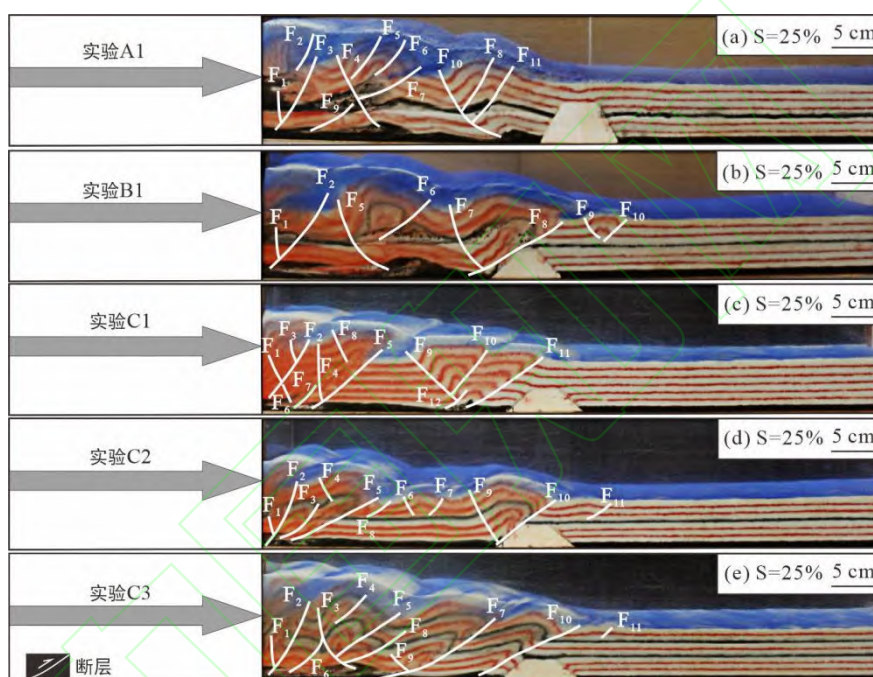 实验A1
F₁
F₂
F₃
F₄
F₅
F₆
F₇
F₈
F₉
F₁₀
F₁₁
(a) S=25% 5 cm
实验B1
F₁
F₂
F₅
F₆
F₇
F₈
F₉
F₁₀
(b) S=25% 5 cm
实验C1
F₁
F₃
F₂
F₈
F₄
F₅
F₇
F₆
F₉
F₁₀
F₁₁
F₁₂
(c) S=25% 5 cm
实验C2
F₁
F₂
F₄
F₃
F₅
F₆
F₇
F₈
F₉
F₁₀
F₁₁
(d) S=25% 5 cm
实验C3
F₁
F₂
F₃
F₄
F₅
F₈
F₆
F₉
F₇
F₁₀
F₁₁
(e) S=25% 5 cm
断层